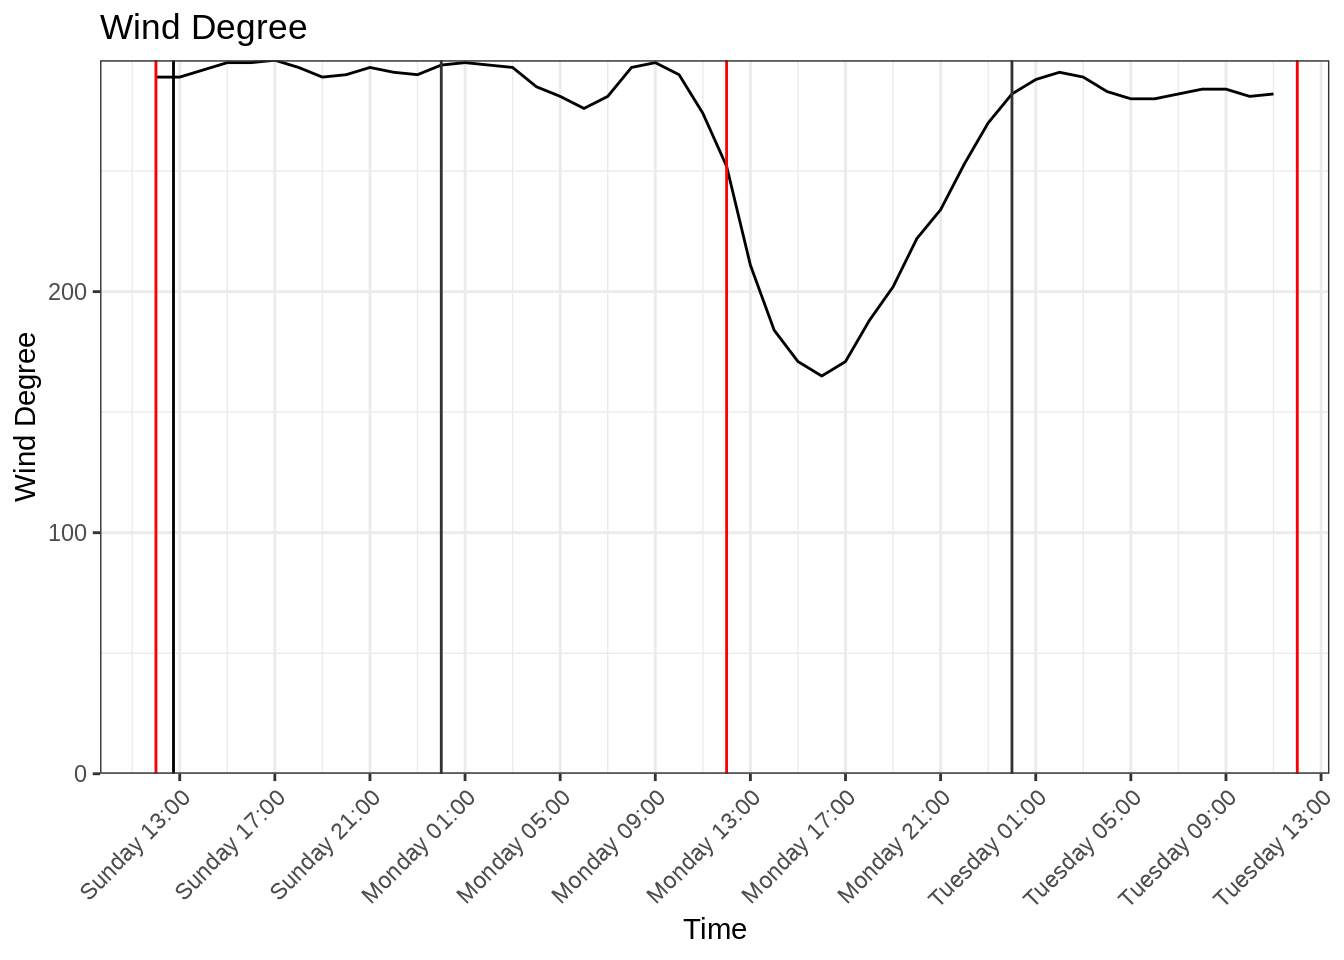 Wind Degree
Wind Degree
200
100
0
Sunday 13:00
Sunday 17:00
Sunday 21:00
Monday 01:00
Monday 05:00
Monday 09:00
Monday 13:00
Monday 17:00
Monday 21:00
Tuesday 01:00
Tuesday 05:00
Tuesday 09:00
Tuesday 13:00
Time